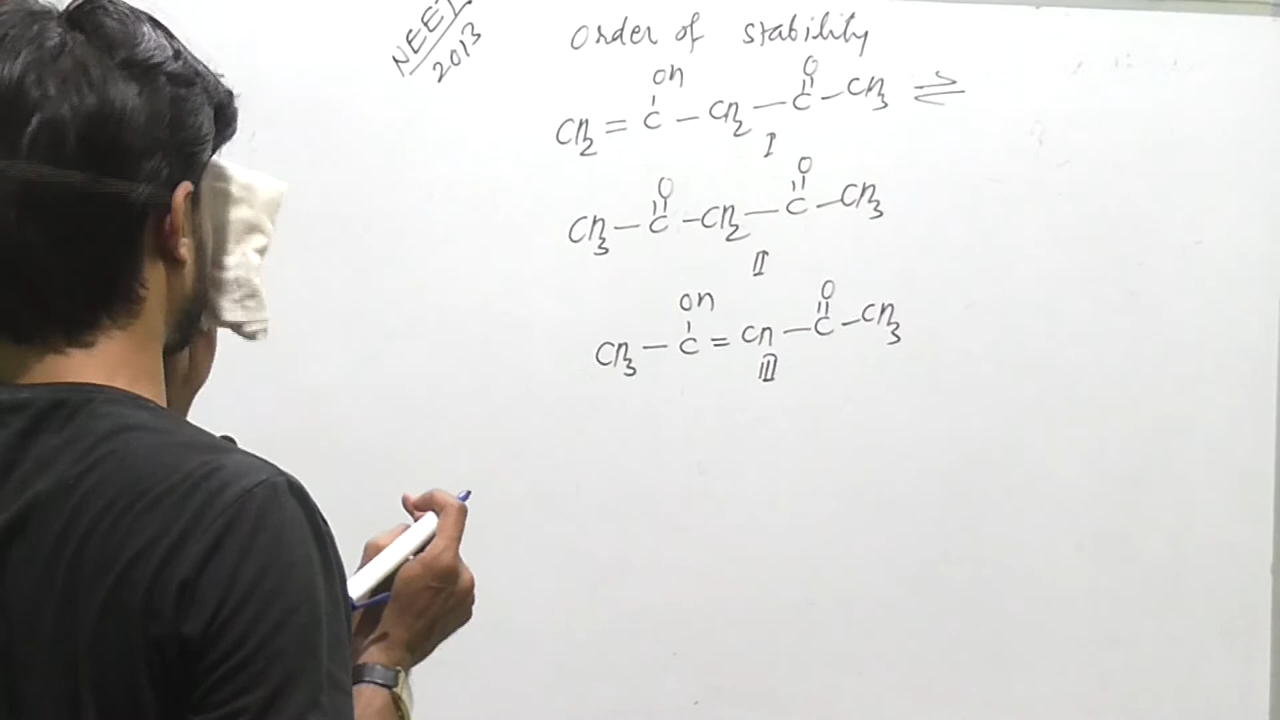 NEET
2013
Order of stability
OH O
CH₂ = C – CH₂ – C – CH₃ ⇌
I
O O
CH₃ – C – CH₂ – C – CH₃
II
OH O
CH₃ – C = CH – C – CH₃
III